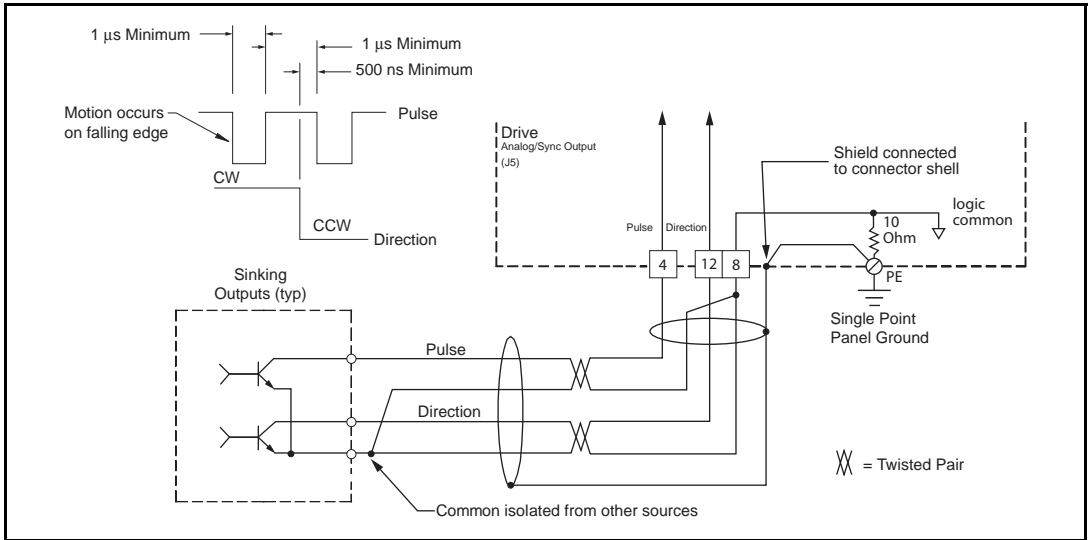 1 μs Minimum
1 μs Minimum
500 ns Minimum
Motion occurs
on falling edge
Pulse
CW
CCW
Direction
Drive
Analog/Sync Output
(J5)
Shield connected
to connector shell
logic
common
10
Ohm
Pulse
Direction
4
12
8
PE
Single Point
Panel Ground
Sinking
Outputs (typ)
Pulse
Direction
= Twisted Pair
Common isolated from other sources